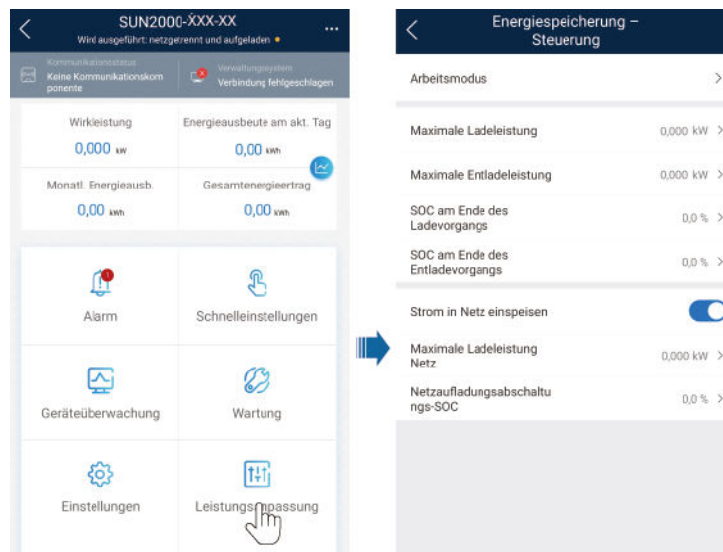 SUN2000-XXX-XX
Wird ausgeführt: netzgetrennt und aufgeladen
Kommunikationsstatus
Keine Kommunikationskom
ponente
Verwaltungssystem
Verbindung fehlgeschlagen
Wirkleistung
0,000 kW
Energieausbeute am akt. Tag
0,00 kWh
Monatl. Energieausb.
0,00 kWh
Gesamtenergieertrag
0,00 kWh
1
Alarm
Schnelleinstellungen
Geräteüberwachung
Wartung
Einstellungen
Leistungsanpassung
Energiespeicherung –
Steuerung
Arbeitsmodus
Maximale Ladeleistung 0,000 kW
Maximale Entladeleistung 0,000 kW
SOC am Ende des
Ladevorgangs 0,0 %
SOC am Ende des
Entladevorgangs 0,0 %
Strom in Netz einspeisen
Maximale Ladeleistung
Netz 0,000 kW
Netzaufladungsabschaltu
ngs-SOC 0,0 %